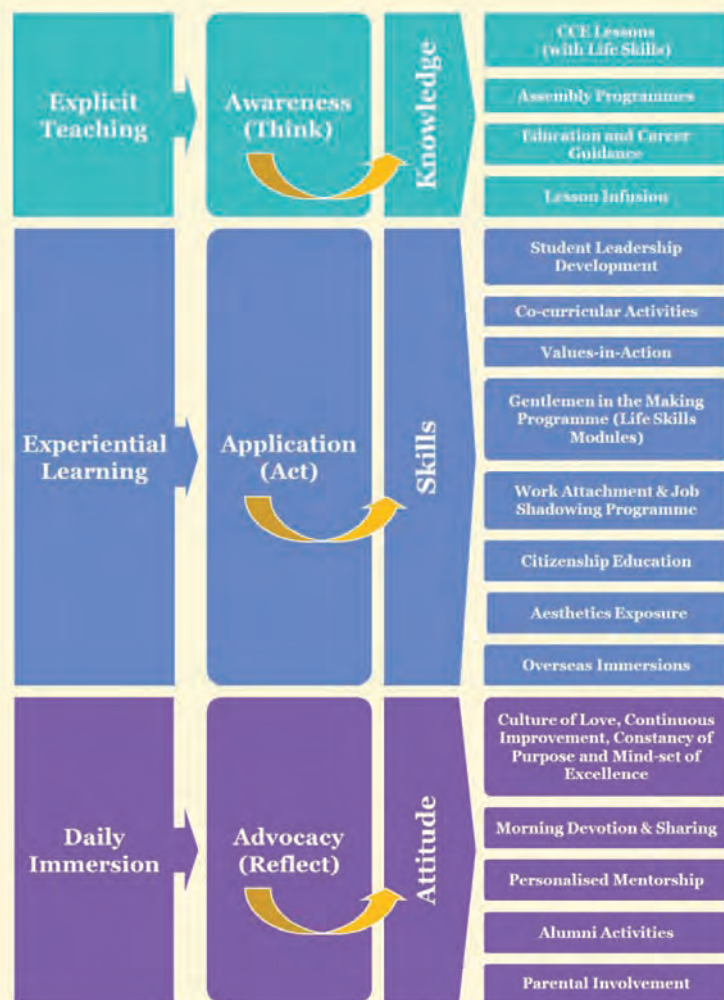 Explicit
Teaching
Awareness
(Think)
Knowledge
CCE Lessons
(with Life Skills)
Assembly Programmes
Education and Career
Guidance
Lesson Infusion
Experiential
Learning
Application
(Act)
Skills
Student Leadership
Development
Co-curricular Activities
Values-in-Action
Gentlemen in the Making
Programme (Life Skills
Modules)
Work Attachment & Job
Shadowing Programme
Citizenship Education
Aesthetics Exposure
Overseas Immersions
Daily
Immersion
Advocacy
(Reflect)
Attitude
Culture of Love, Continuous
Improvement, Constancy of
Purpose and Mind-set of
Excellence
Morning Devotion & Sharing
Personalised Mentorship
Alumni Activities
Parental Involvement